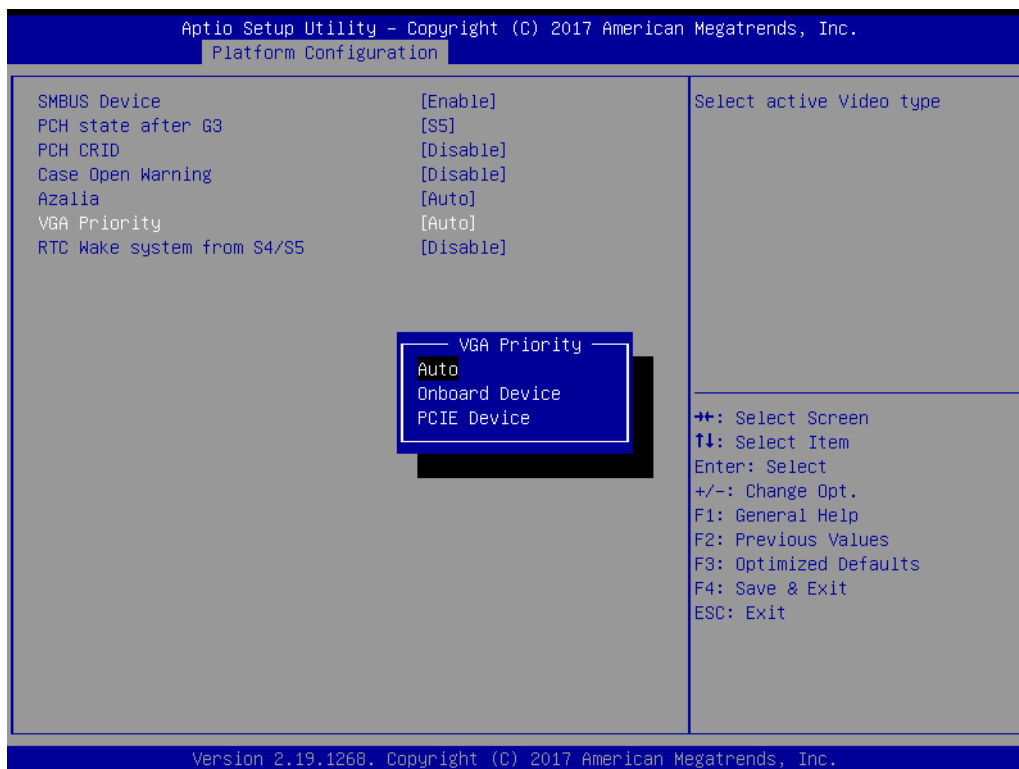 Aptio Setup Utility – Copyright (C) 2017 American Megatrends, Inc.
Platform Configuration
SMBUS Device [Enable]
PCH state after G3 [S5]
PCH CRID [Disable]
Case Open Warning [Disable]
Azalia [Auto]
VGA Priority [Auto]
RTC Wake system from S4/S5 [Disable]
VGA Priority
Auto
Onboard Device
PCIE Device
Select active Video type
→←: Select Screen
↑↓: Select Item
Enter: Select
+/-: Change Opt.
F1: General Help
F2: Previous Values
F3: Optimized Defaults
F4: Save & Exit
ESC: Exit
Version 2.19.1268. Copyright (C) 2017 American Megatrends, Inc.